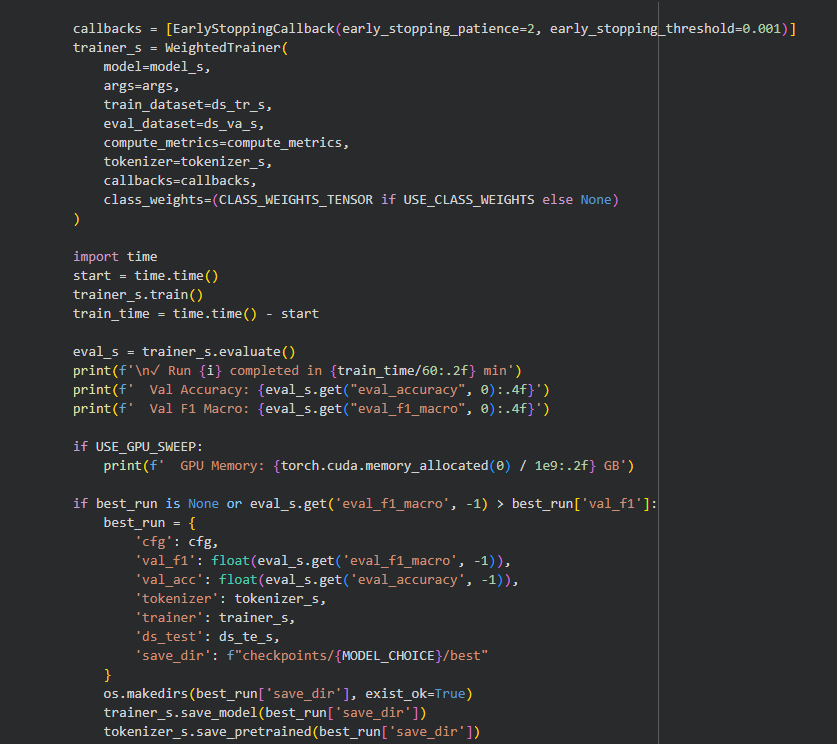 callbacks = [EarlyStoppingCallback(early_stopping_patience=2, early_stopping_threshold=0.001)]
trainer_s = WeightedTrainer(
    model=model_s,
    args=args,
    train_dataset=ds_tr_s,
    eval_dataset=ds_va_s,
    compute_metrics=compute_metrics,
    tokenizer=tokenizer_s,
    callbacks=callbacks,
    class_weights=(CLASS_WEIGHTS_TENSOR if USE_CLASS_WEIGHTS else None)
)

import time
start = time.time()
trainer_s.train()
train_time = time.time() - start

eval_s = trainer_s.evaluate()
print(f'\n✓ Run {i} completed in {train_time/60:.2f} min')
print(f'  Val Accuracy: {eval_s.get("eval_accuracy", 0):.4f}')
print(f'  Val F1 Macro: {eval_s.get("eval_f1_macro", 0):.4f}')

if USE_GPU_SWEEP:
    print(f'  GPU Memory: {torch.cuda.memory_allocated(0) / 1e9:.2f} GB')

if best_run is None or eval_s.get('eval_f1_macro', -1) > best_run['val_f1']:
    best_run = {
        'cfg': cfg,
        'val_f1': float(eval_s.get('eval_f1_macro', -1)),
        'val_acc': float(eval_s.get('eval_accuracy', -1)),
        'tokenizer': tokenizer_s,
        'trainer': trainer_s,
        'ds_test': ds_te_s,
        'save_dir': f"checkpoints/{MODEL_CHOICE}/best"
    }
    os.makedirs(best_run['save_dir'], exist_ok=True)
    trainer_s.save_model(best_run['save_dir'])
    tokenizer_s.save_pretrained(best_run['save_dir'])